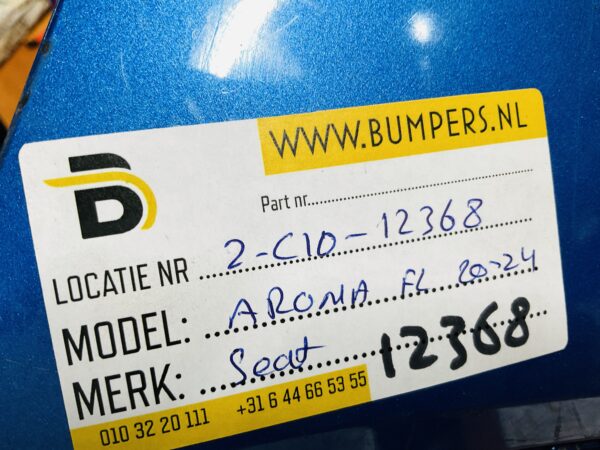 WWW.BUMPERS.NL
B
Part nr
LOCATIE NR 2-C10-12368
MODEL: AROMA FL 20-24
MERK: Seat 12368
010 32 20 111 +31 6 44 66 53 55